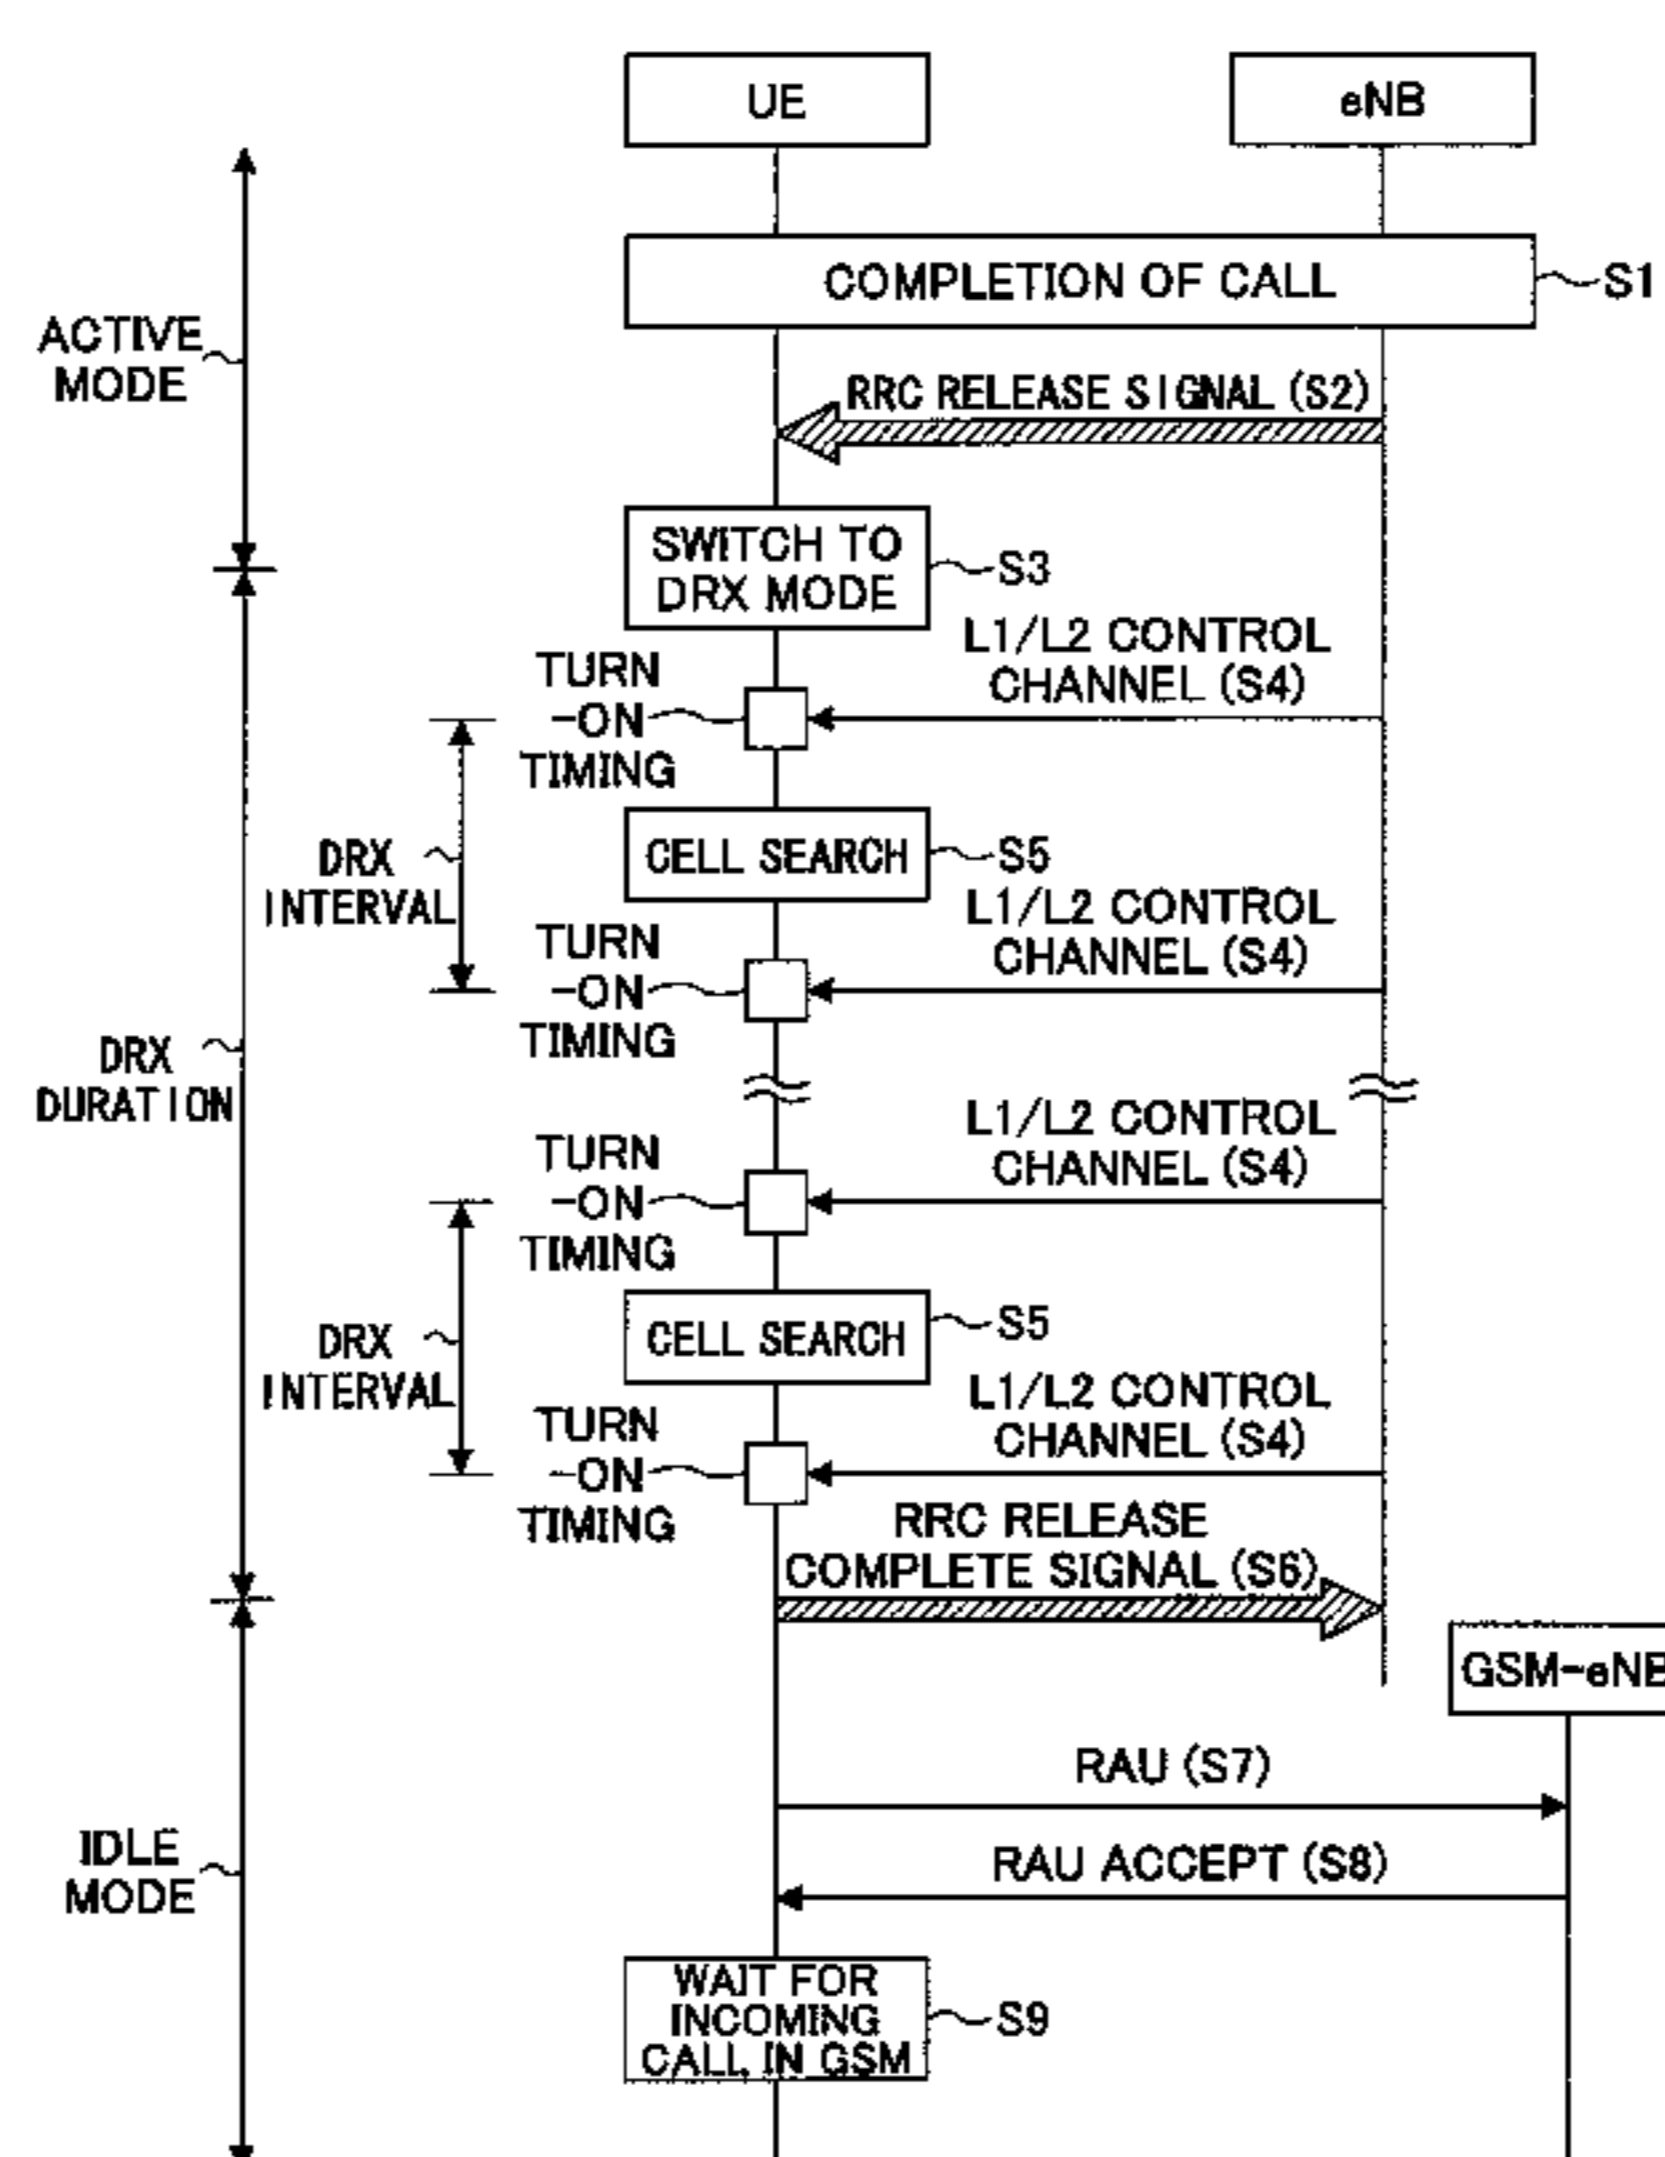 UE
eNB
COMPLETION OF CALL
S1
ACTIVE
MODE
RRC RELEASE SIGNAL (S2)
SWITCH TO
DRX MODE
S3
L1/L2 CONTROL
CHANNEL (S4)
TURN
-ON
TIMING
CELL SEARCH
S5
DRX
INTERVAL
L1/L2 CONTROL
CHANNEL (S4)
TURN
-ON
TIMING
DRX
DURATION
L1/L2 CONTROL
CHANNEL (S4)
TURN
-ON
TIMING
CELL SEARCH
S5
DRX
INTERVAL
L1/L2 CONTROL
CHANNEL (S4)
TURN
-ON
TIMING
RRC RELEASE
COMPLETE SIGNAL (S6)
GSM-eNB
RAU (S7)
IDLE
MODE
RAU ACCEPT (S8)
WAIT FOR
INCOMING
CALL IN GSM
S9